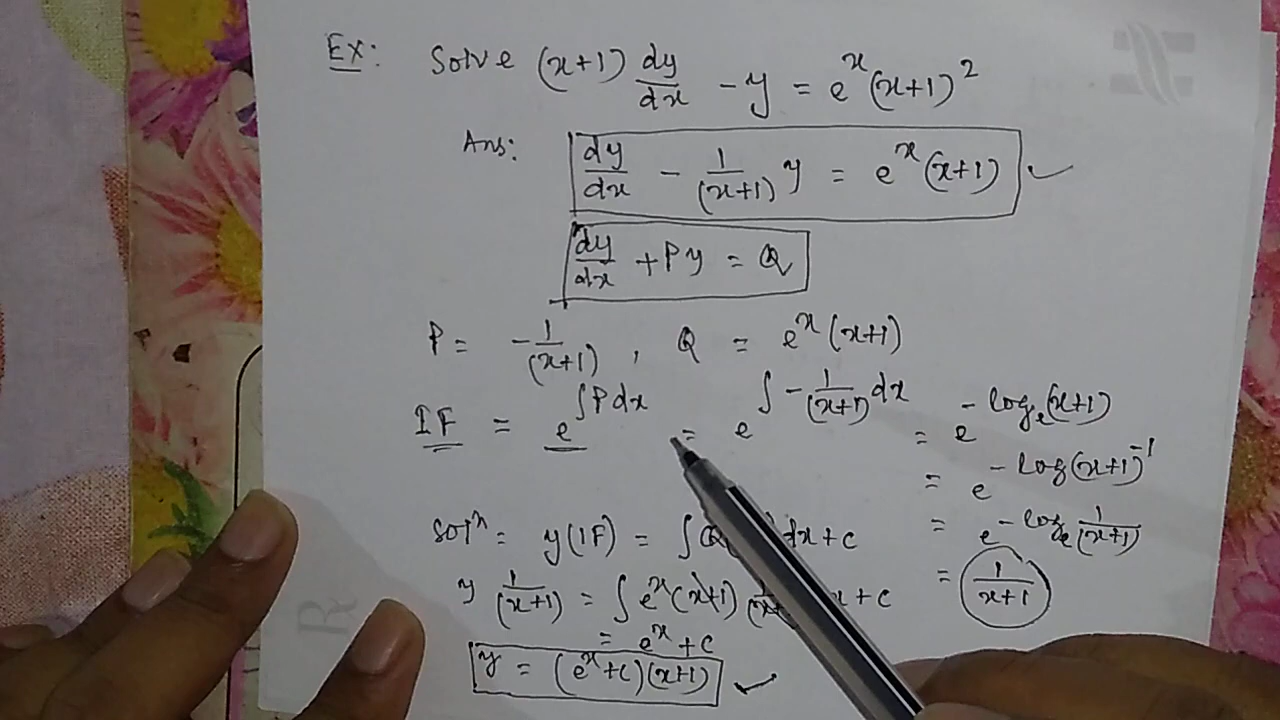 Ex: Solve (x+1) dy/dx - y = e^x (x+1)^2
Ans: dy/dx - 1/(x+1) y = e^x (x+1) ✓
dy/dx + Py = Q
P = -1/(x+1) , Q = e^x (x+1)
IF = e^∫Pdx = e^∫-1/(x+1) dx = e^-log_e(x+1)
= e^-log(x+1)^-1
= e^-log_e 1/(x+1)
= 1/(x+1)
Sol^n = y(IF) = ∫Q dx + c
y 1/(x+1) = ∫e^x (x+1) x + c
= e^x + c
y = (e^x + c)(x+1) ✓
R